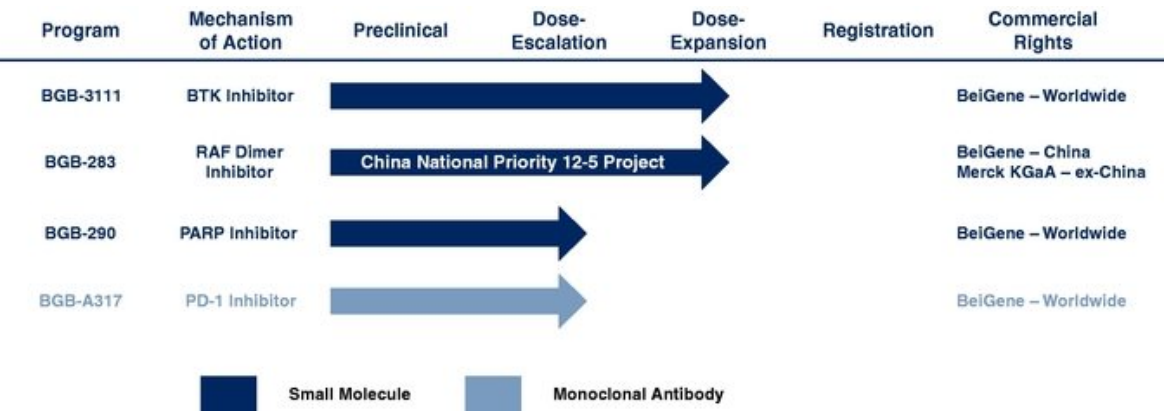 Program
Mechanism
of Action
Preclinical
Dose-
Escalation
Dose-
Expansion
Registration
Commercial
Rights
BGB-3111
BTK Inhibitor
BeiGene – Worldwide
BGB-283
RAF Dimer
Inhibitor
China National Priority 12-5 Project
BeiGene – China
Merck KGaA – ex-China
BGB-290
PARP Inhibitor
BeiGene – Worldwide
BGB-A317
PD-1 Inhibitor
BeiGene – Worldwide
Small Molecule
Monoclonal Antibody